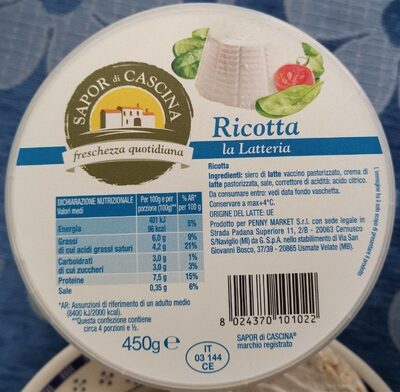 SAPOR di CASCINA
freschezza quotidiana
Ricotta
la Latteria
Ricotta
Ingredienti: siero di latte vaccino pastorizzato, crema di
latte pastorizzata, sale, correttore di acidità: acido citrico.
Da consumare entro: vedi data fondo vaschetta.
Conservare a max+4°C.
ORIGINE DEL LATTE: UE
Prodotto per PENNY MARKET S.r.l. con sede legale in
Strada Padana Superiore 11, 2/B - 20063 Cernusco
S/Naviglio (MI) da G.S.p.A. nello stabilimento di Via San
Giovanni Bosco, 37/39 - 20865 Usmate Velate (MB).
DICHIARAZIONE NUTRIZIONALE Per 100g e per %AR*
Valori medi porzione (100g)** per 100 g
Energia 401 kJ 5%
96 kcal
Grassi 6,0 g 9%
di cui acidi grassi saturi 4,2 g 21%
Carboidrati 3,0 g 1%
di cui zuccheri 3,0 g 3%
Proteine 7,5 g 15%
Sale 0,35 g 6%
*AR: Assunzioni di riferimento di un adulto medio
(8400 kJ/2000 kcal).
**Questa confezione contiene
circa 4 porzioni e ½.
450g e
8 024370 101022
IT
03 144
CE
SAPOR di CASCINA®
marchio registrato